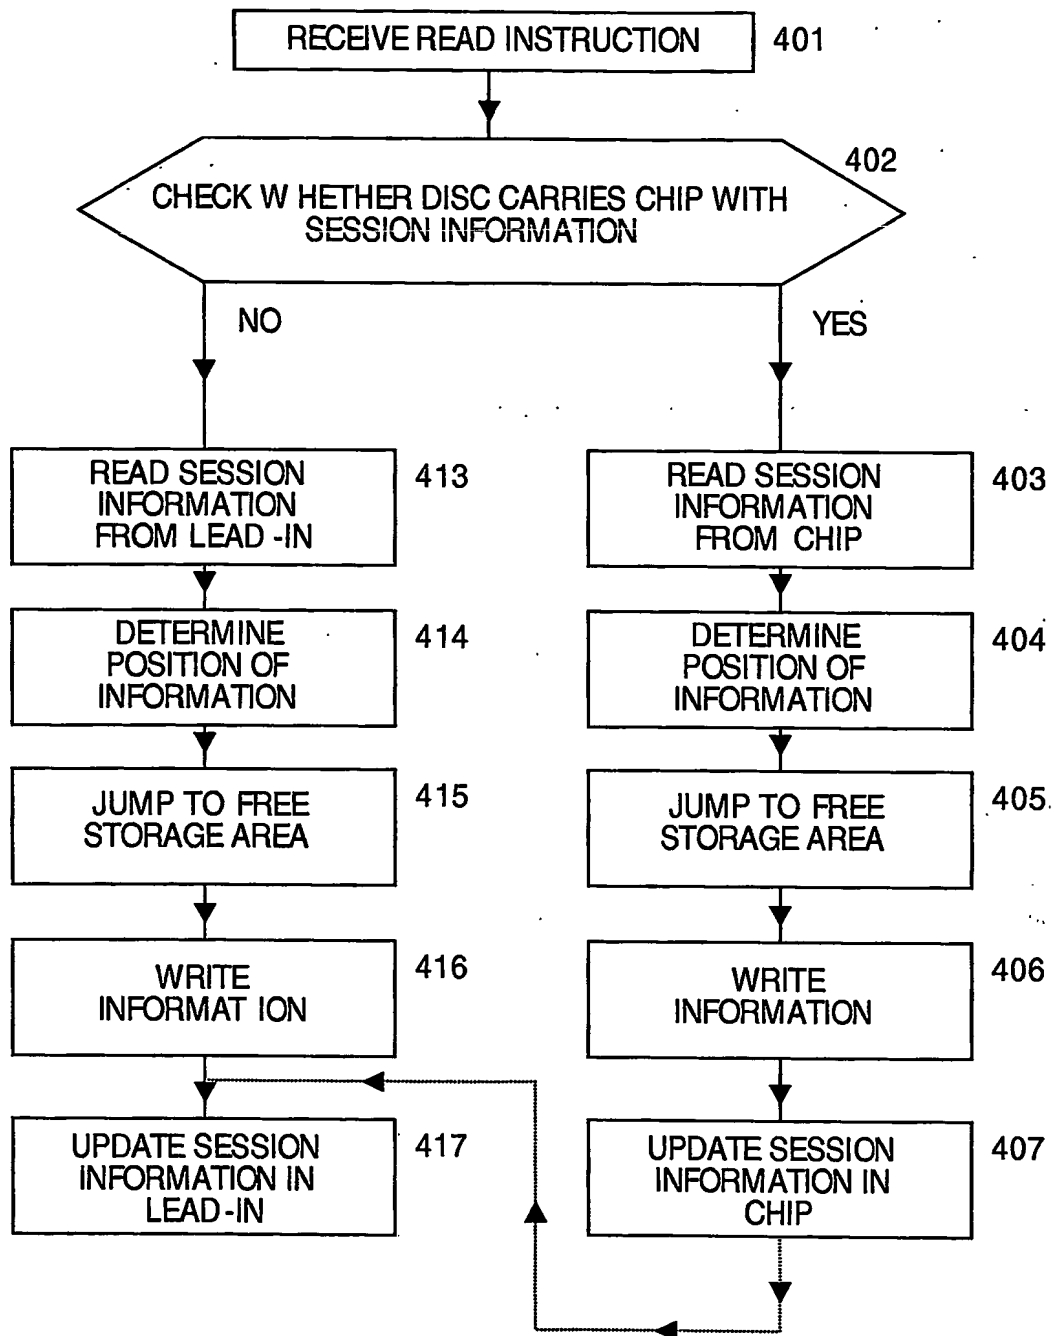 RECEIVE READ INSTRUCTION 401
402
CHECK W HETHER DISC CARRIES CHIP WITH
SESSION INFORMATION
NO
YES
READ SESSION
INFORMATION
FROM LEAD -IN
413
READ SESSION
INFORMATION
FROM CHIP
403
DETERMINE
POSITION OF
INFORMATION
414
DETERMINE
POSITION OF
INFORMATION
404
JUMP TO FREE
STORAGE AREA
415
JUMP TO FREE
STORAGE AREA
405
WRITE
INFORMAT ION
416
WRITE
INFORMATION
406
UPDATE SESSION
INFORMATION IN
LEAD-IN
417
UPDATE SESSION
INFORMATION IN
CHIP
407